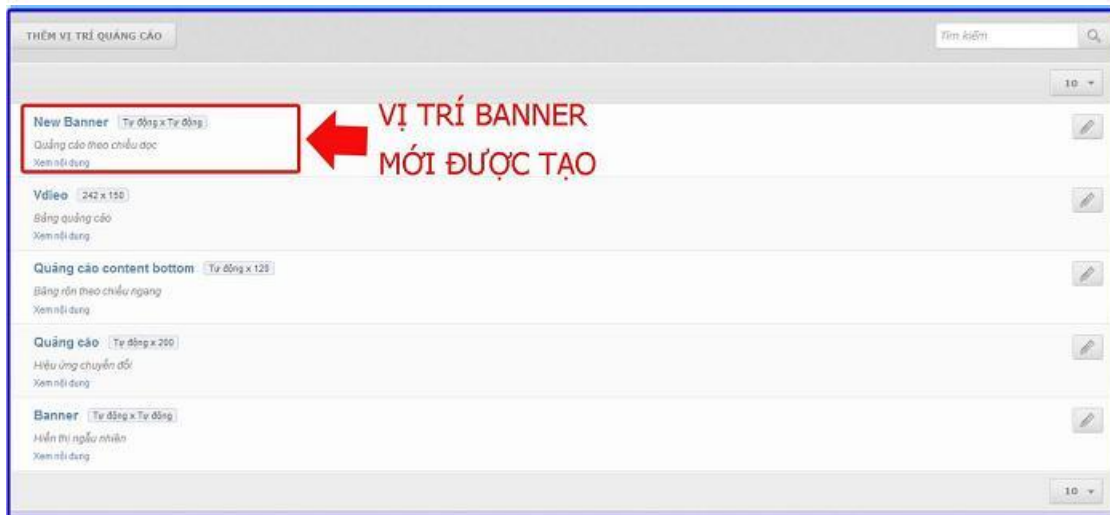 THÊM VỊ TRÍ QUẢNG CÁO
Tìm kiếm
10
New Banner Tự động x Tự động
Quảng cáo theo chiều dọc
Xem nội dung
VỊ TRÍ BANNER
MỚI ĐƯỢC TẠO
Vdieo 242 x 150
Bảng quảng cáo
Xem nội dung
Quảng cáo content bottom Tự động x 120
Băng rôn theo chiều ngang
Xem nội dung
Quảng cáo Tự động x 200
Hiệu ứng chuyển đổi
Xem nội dung
Banner Tự động x Tự động
Hiển thị ngẫu nhiên
Xem nội dung
10